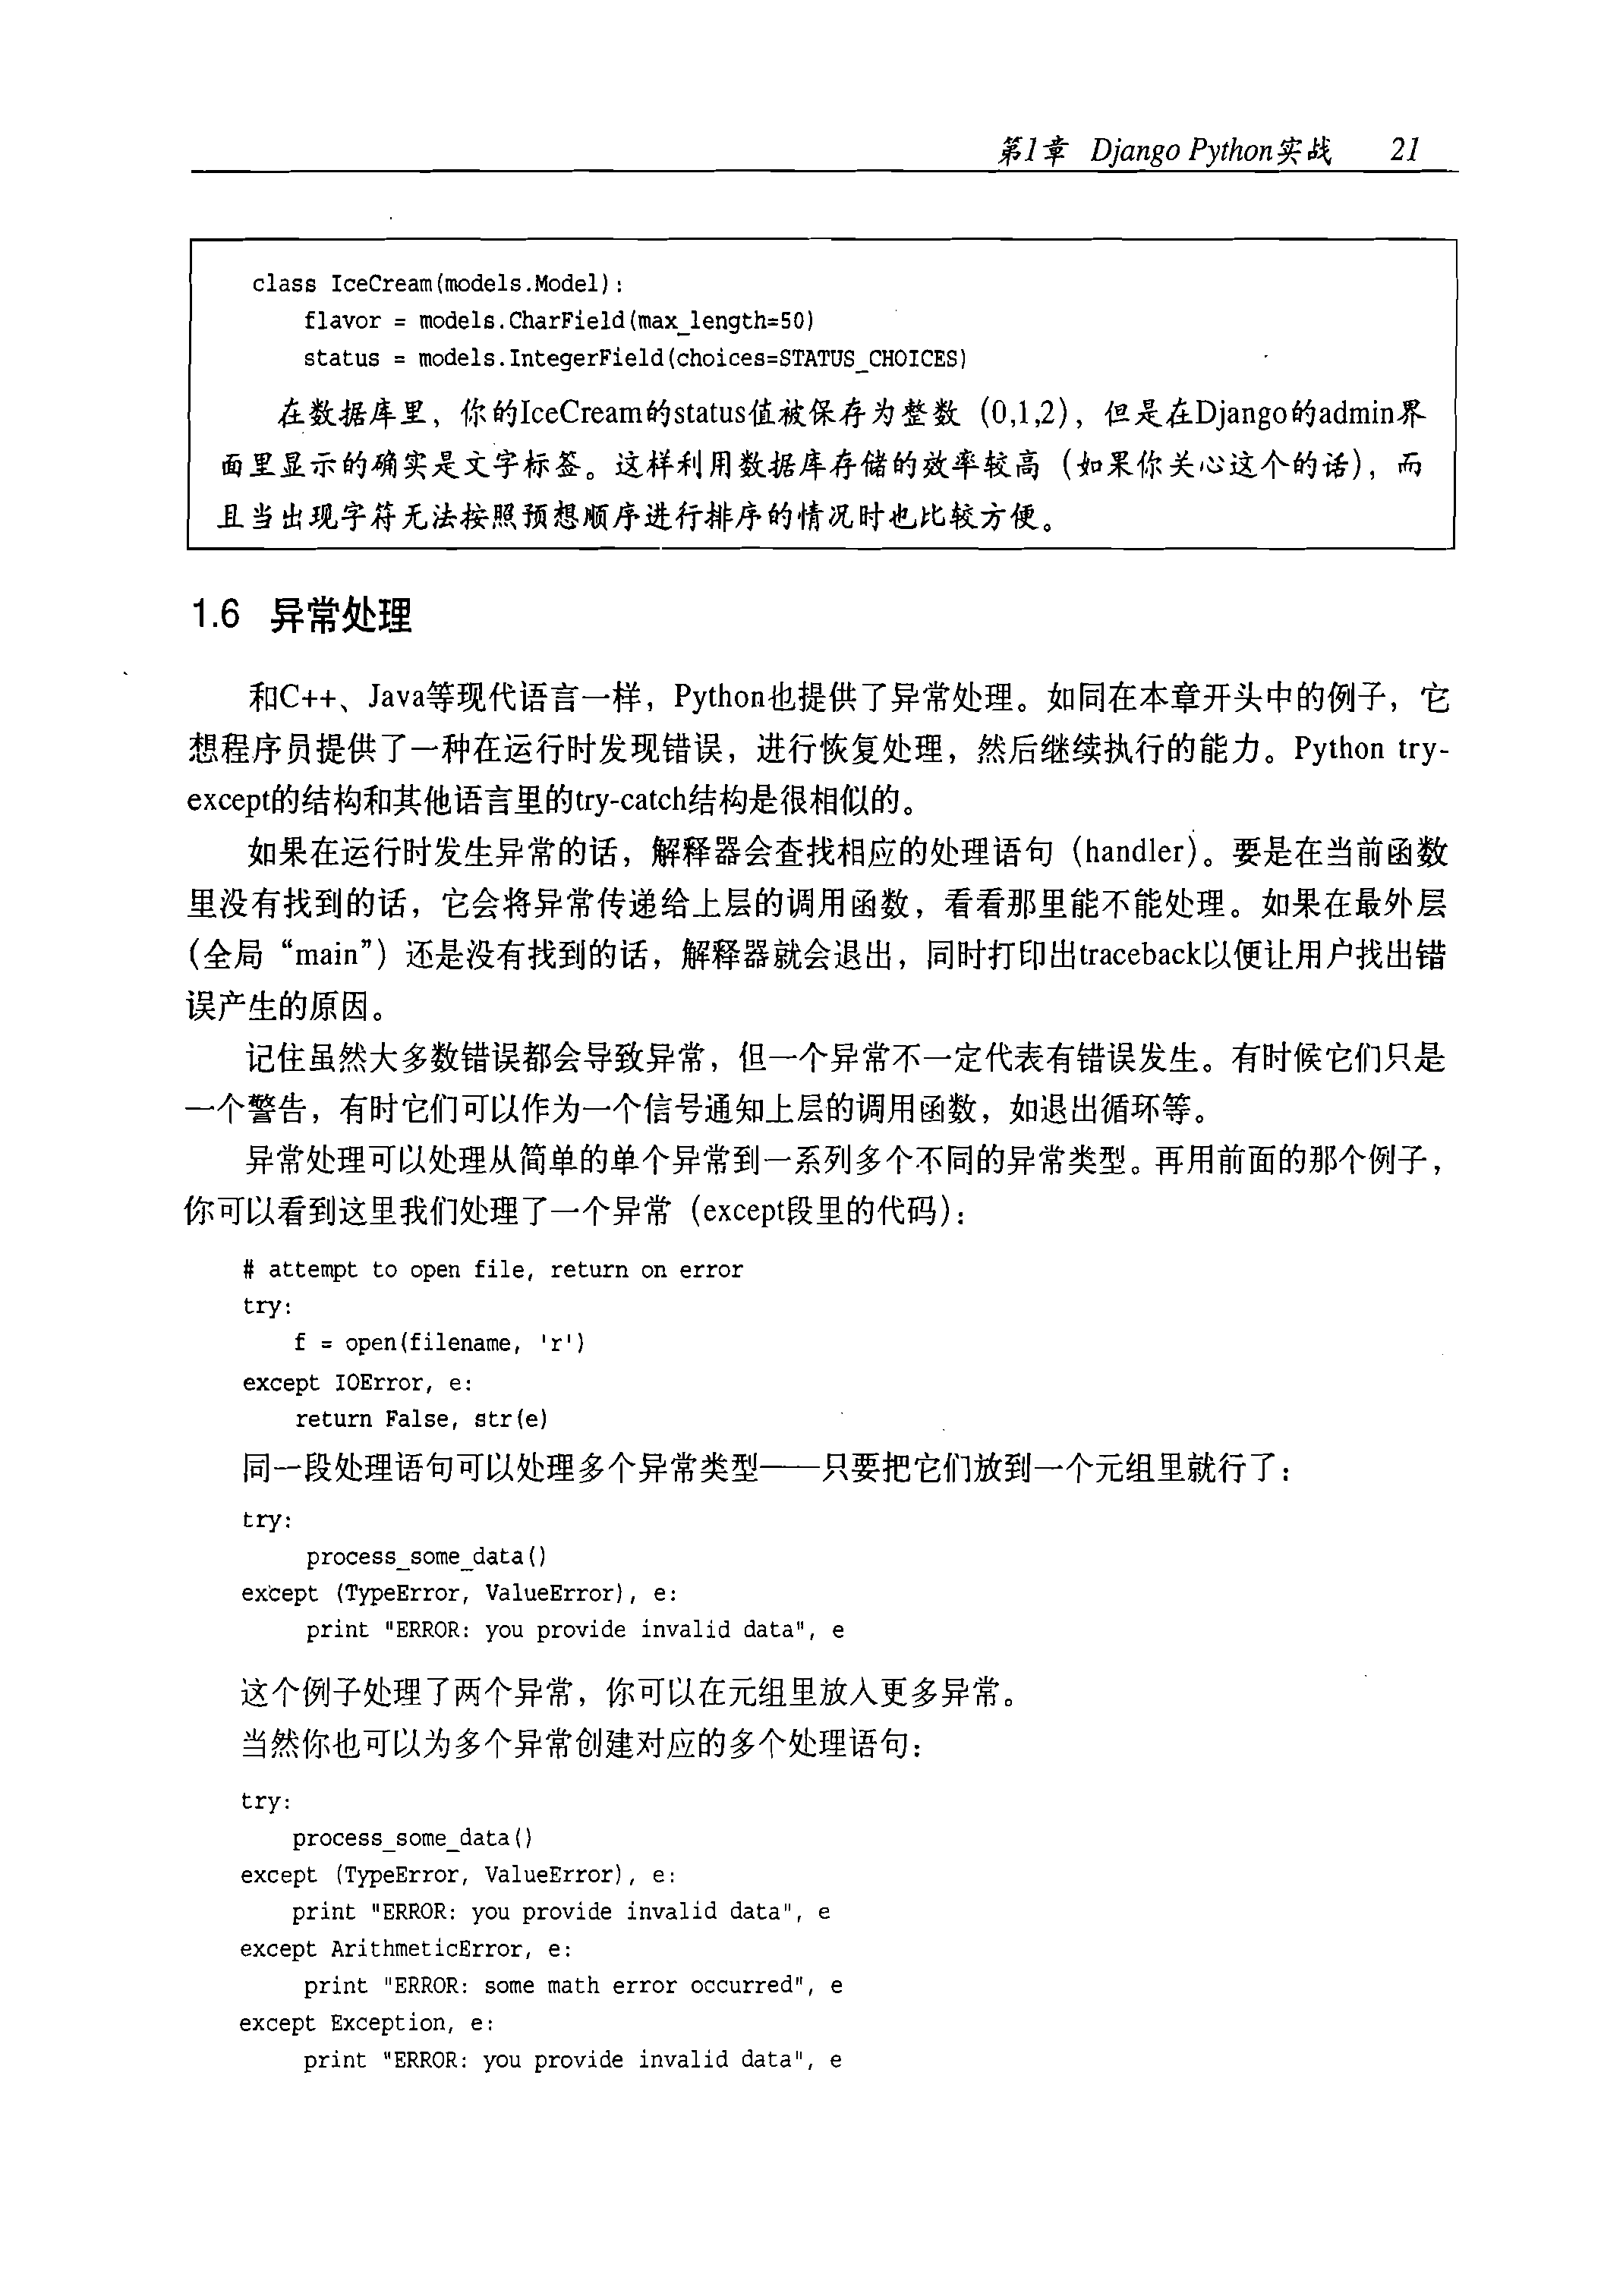 第1章 Django Python实战 21
class IceCream(models.Model):
    flavor = models.CharField(max_length=50)
    status = models.IntegerField(choices=STATUS_CHOICES)
在数据库里，你的IceCream的status值被保存为整数（0,1,2），但是在Django的admin界
面里显示的确实是文字标签。这样利用数据库存储的效率较高（如果你关心这个的话），而
且当出现字符无法按照预想顺序进行排序的情况时也比较方便。
1.6 异常处理
和C++、Java等现代语言一样，Python也提供了异常处理。如同在本章开头中的例子，它
想程序员提供了一种在运行时发现错误，进行恢复处理，然后继续执行的能力。Python try-
except的结构和其他语言里的try-catch结构是很相似的。
如果在运行时发生异常的话，解释器会查找相应的处理语句（handler）。要是在当前函数
里没有找到的话，它会将异常传递给上层的调用函数，看看那里能不能处理。如果在最外层
（全局“main”）还是没有找到的话，解释器就会退出，同时打印出traceback以便让用户找出错
误产生的原因。
记住虽然大多数错误都会导致异常，但一个异常不一定代表有错误发生。有时候它们只是
一个警告，有时它们可以作为一个信号通知上层的调用函数，如退出循环等。
异常处理可以处理从简单的单个异常到一系列多个不同的异常类型。再用前面的那个例子，
你可以看到这里我们处理了一个异常（except段里的代码）：
# attempt to open file, return on error
try:
    f = open(filename, 'r')
except IOError, e:
    return False, str(e)
同一段处理语句可以处理多个异常类型——只要把它们放到一个元组里就行了：
try:
    process_some_data()
except (TypeError, ValueError), e:
    print "ERROR: you provide invalid data", e
这个例子处理了两个异常，你可以在元组里放入更多异常。
当然你也可以为多个异常创建对应的多个处理语句：
try:
    process_some_data()
except (TypeError, ValueError), e:
    print "ERROR: you provide invalid data", e
except ArithmeticError, e:
    print "ERROR: some math error occurred", e
except Exception, e:
    print "ERROR: you provide invalid data", e